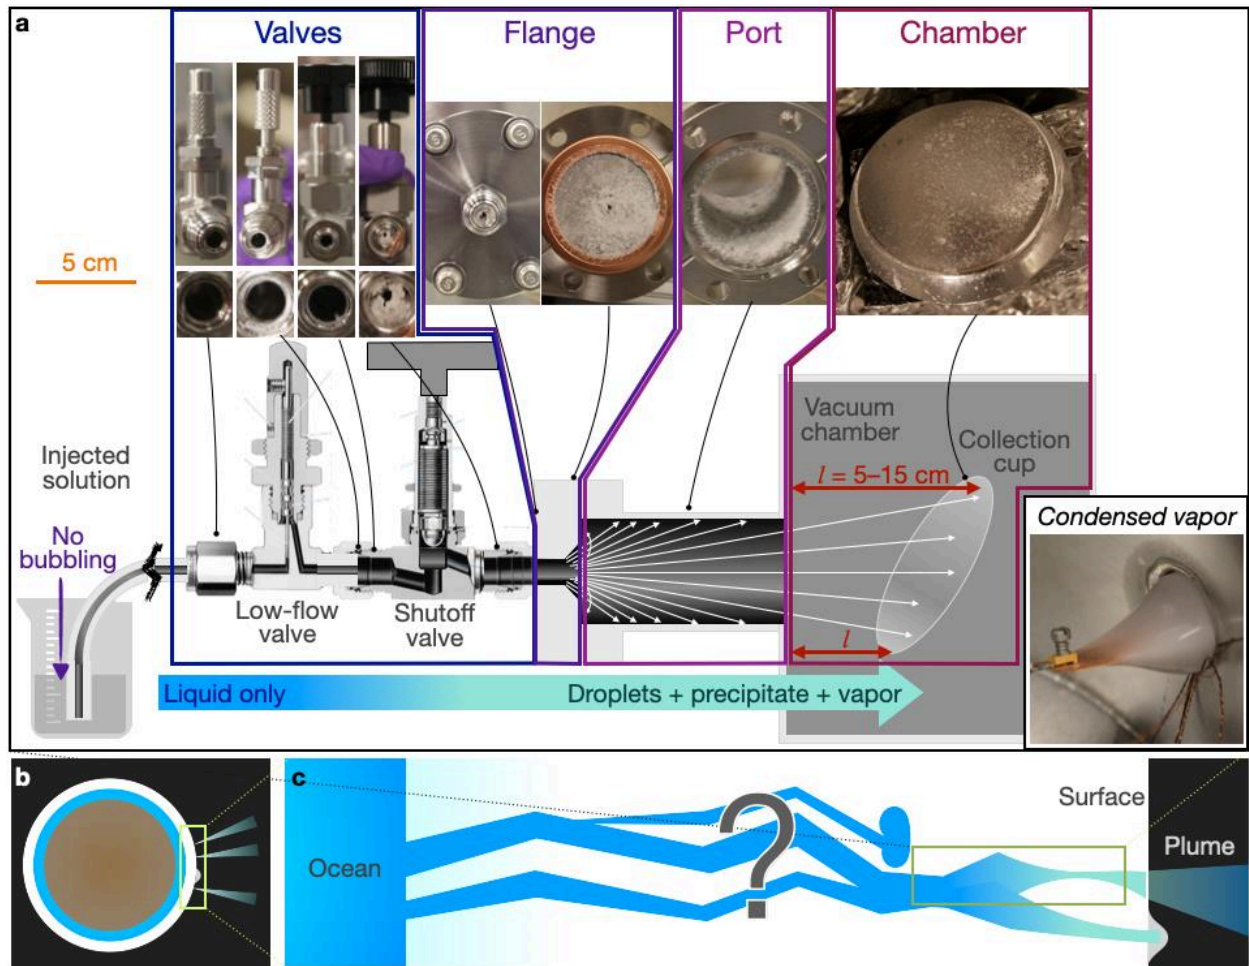 a
Valves
Flange
Port
Chamber
5 cm
Injected
solution
No
bubbling
Low-flow
valve
Shutoff
valve
Vacuum
chamber
Collection
cup
l = 5–15 cm
l
Condensed vapor
Liquid only
Droplets + precipitate + vapor
b
c
Ocean
?
Surface
Plume